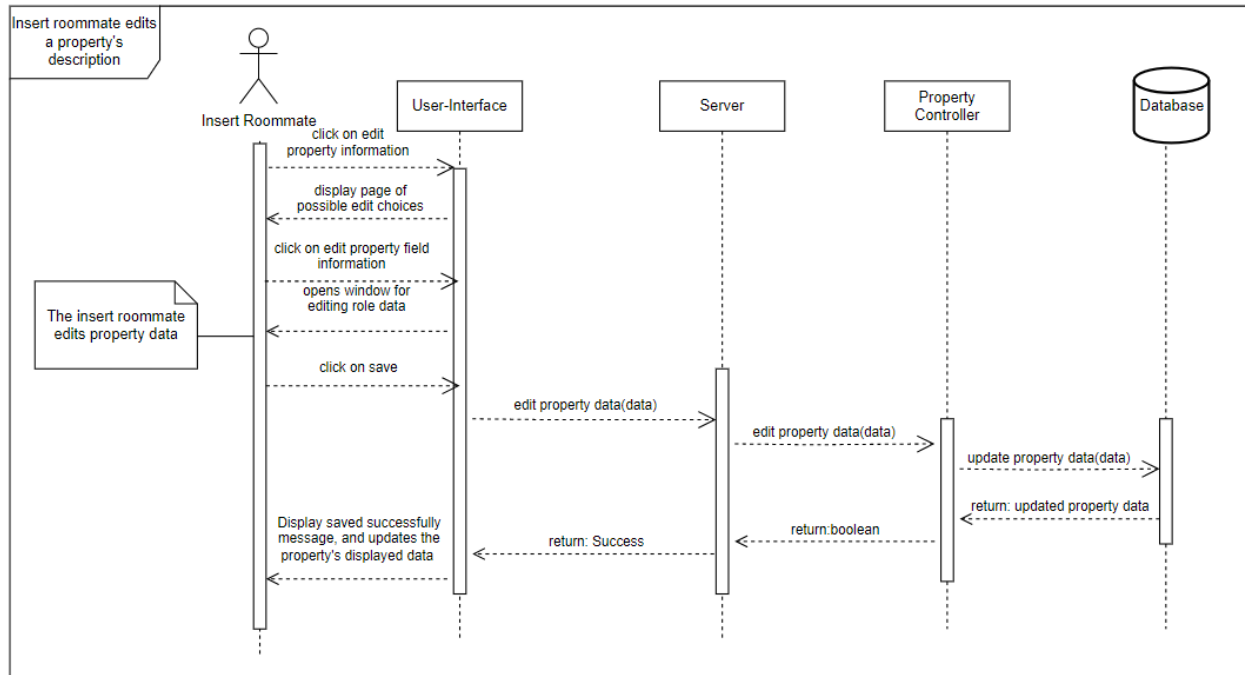 Insert roommate edits
a property's
description
Insert Roommate
User-Interface
Server
Property
Controller
Database
click on edit
property information
display page of
possible edit choices
click on edit property field
information
opens window for
editing role data
The insert roommate
edits property data
click on save
edit property data(data)
edit property data(data)
update property data(data)
return: updated property data
return:boolean
return: Success
Display saved successfully
message, and updates the
property's displayed data